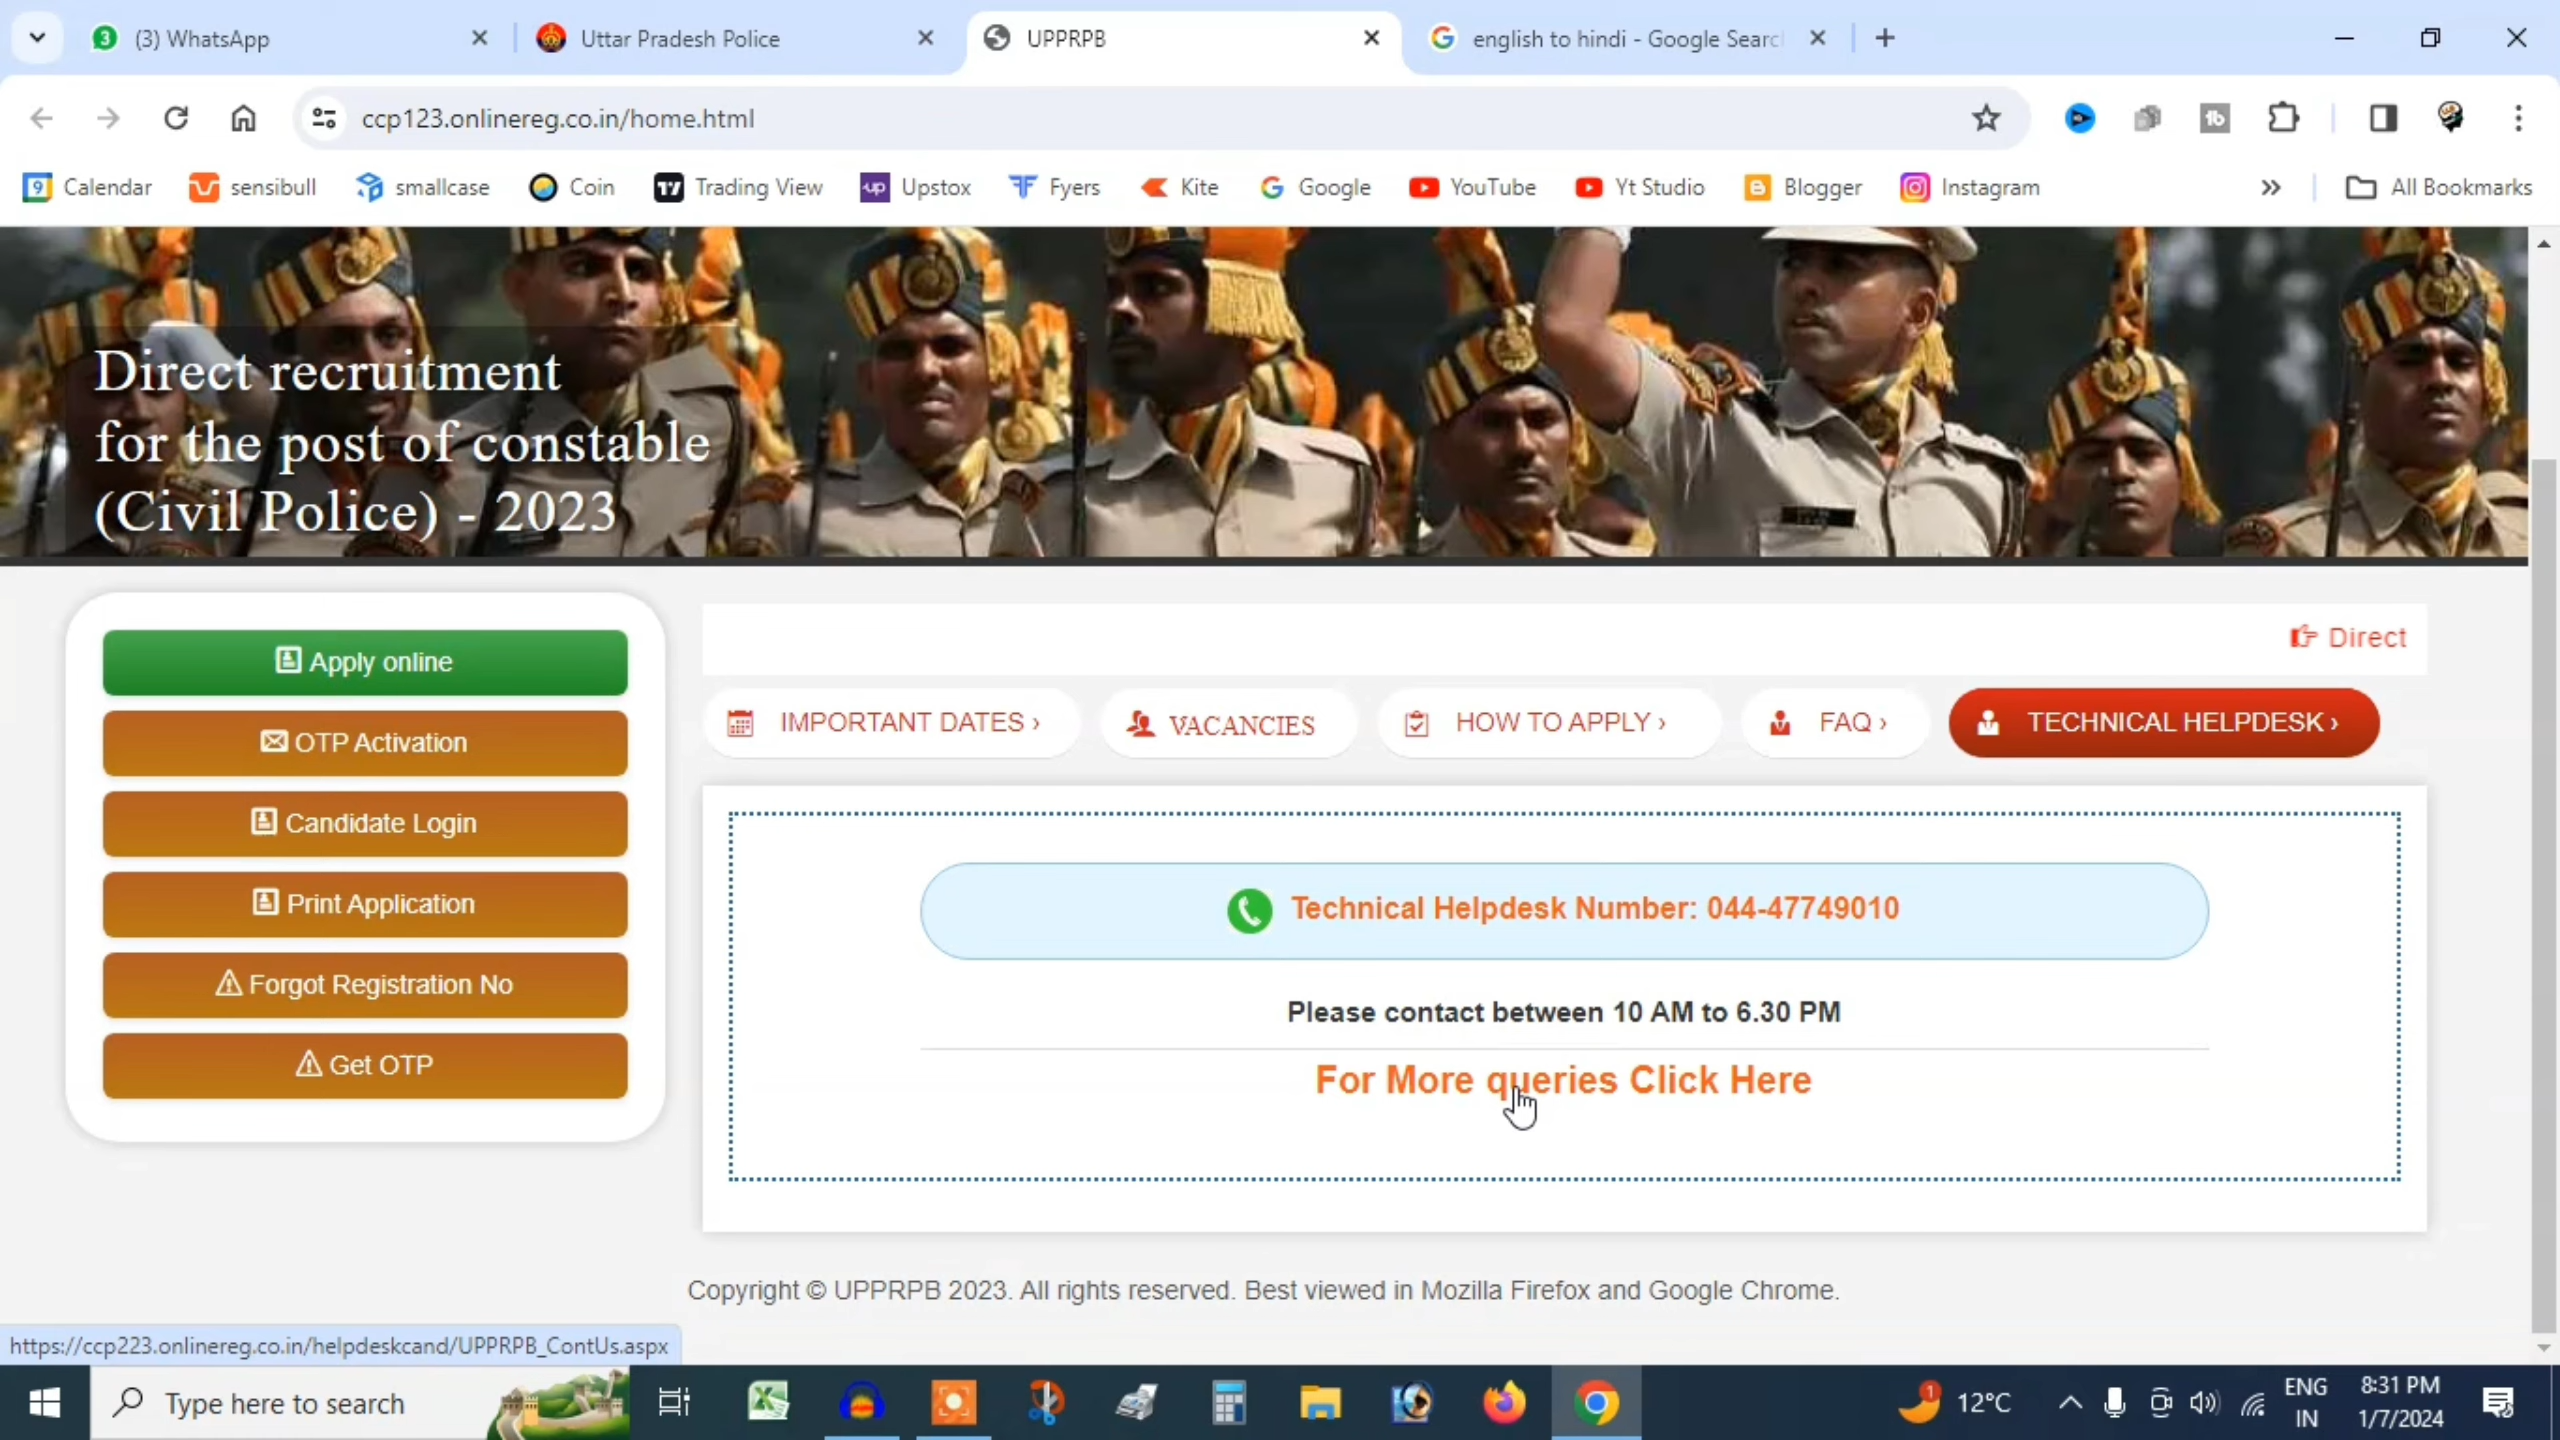 (3) WhatsApp
Uttar Pradesh Police
UPPRPB
english to hindi - Google Searc
ccp123.onlinereg.co.in/home.html
Calendar
sensibull
smallcase
Coin
Trading View
Upstox
Fyers
Kite
Google
YouTube
Yt Studio
Blogger
Instagram
»
All Bookmarks
Direct recruitment
for the post of constable
(Civil Police) - 2023
Apply online
OTP Activation
Candidate Login
Print Application
Forgot Registration No
Get OTP
Direct
IMPORTANT DATES ›
VACANCIES
HOW TO APPLY ›
FAQ ›
TECHNICAL HELPDESK ›
Technical Helpdesk Number: 044-47749010
Please contact between 10 AM to 6.30 PM
For More queries Click Here
Copyright © UPPRPB 2023. All rights reserved. Best viewed in Mozilla Firefox and Google Chrome.
https://ccp223.onlinereg.co.in/helpdeskcand/UPPRPB_ContUs.aspx
Type here to search
12°C
ENG
IN
8:31 PM
1/7/2024